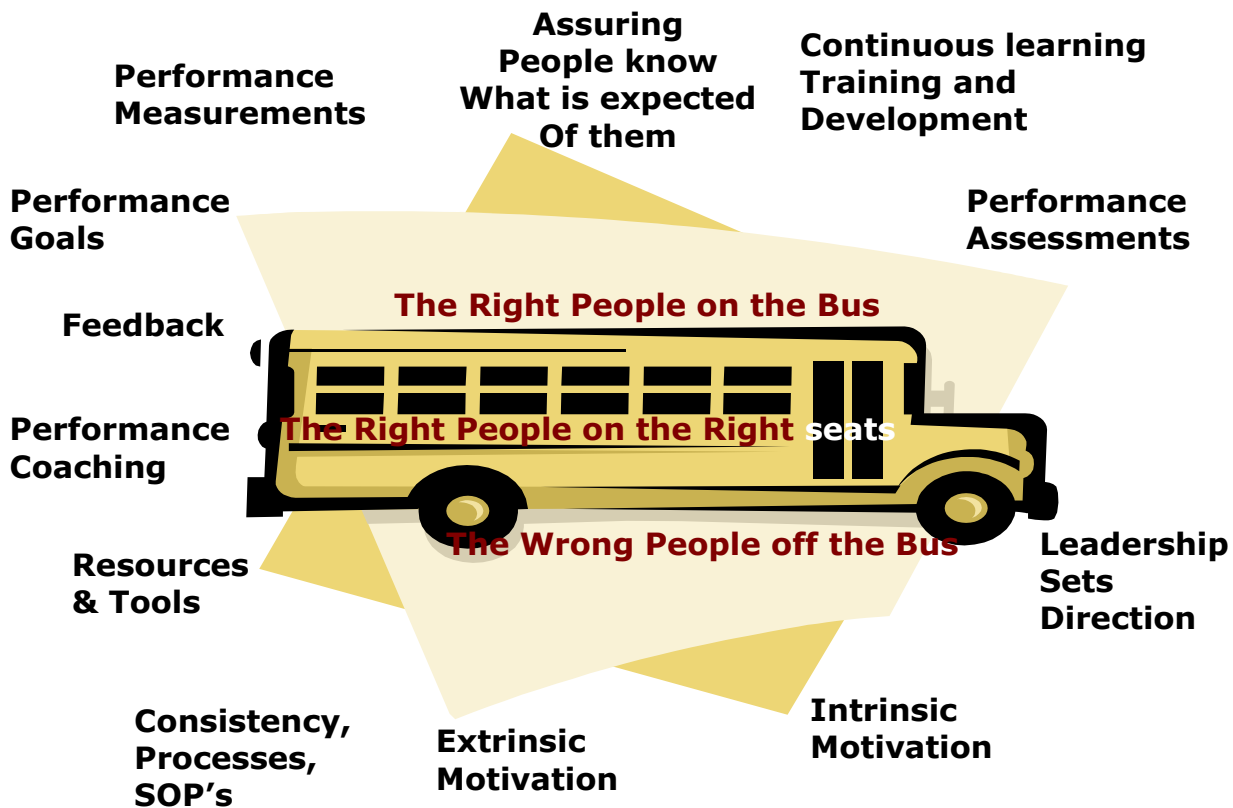 Assuring
People know
What is expected
Of them
Continuous learning
Training and
Development
Performance
Measurements
Performance
Goals
Performance
Assessments
The Right People on the Bus
Feedback
The Right People on the Right seats
Performance
Coaching
The Wrong People off the Bus
Leadership
Sets
Direction
Resources
& Tools
Intrinsic
Motivation
Consistency,
Processes,
SOP's
Extrinsic
Motivation